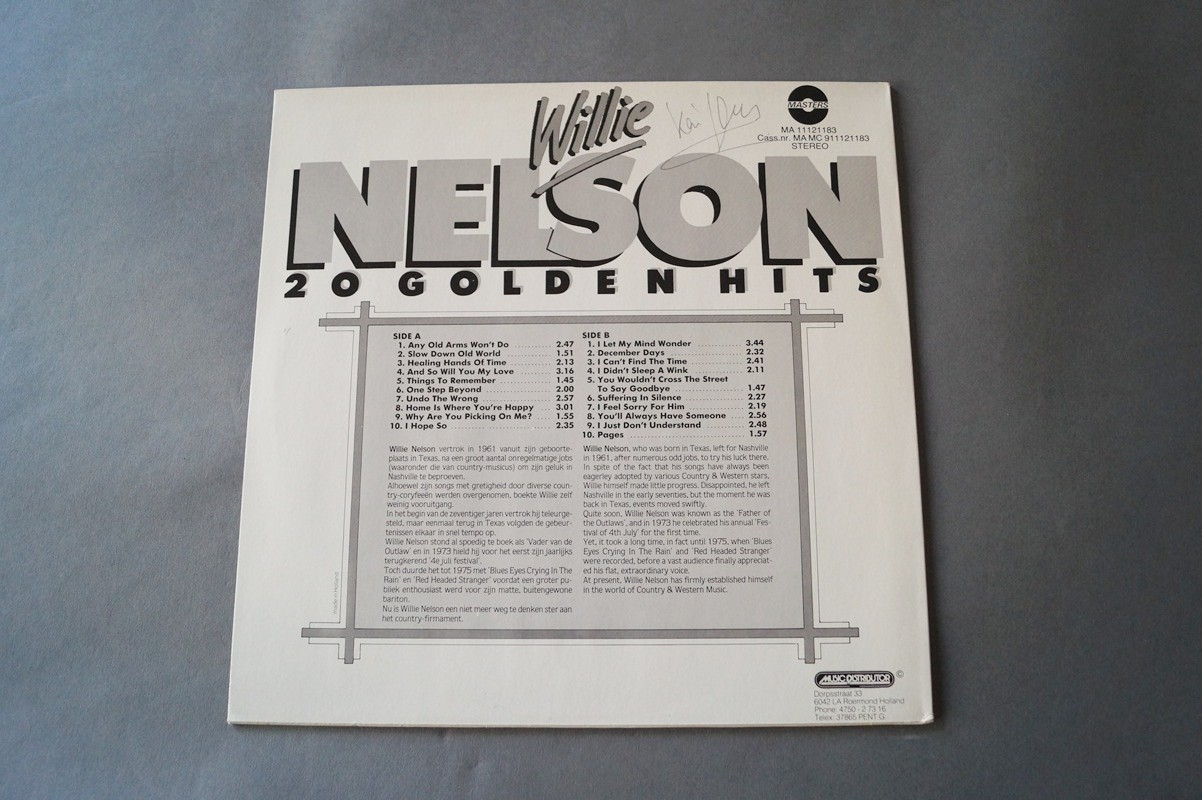 Willie
NELSON
20 GOLDEN HITS
MASTERS
MA 11121183
Cass.nr. MA MC 911121183
STEREO
SIDE A
1. Any Old Arms Won't Do 2.47
2. Slow Down Old World 1.51
3. Healing Hands Of Time 2.13
4. And So Will You My Love 3.16
5. Things To Remember 1.45
6. One Step Beyond 2.00
7. Undo The Wrong 2.57
8. Home Is Where You're Happy 3.01
9. Why Are You Picking On Me? 1.55
10. I Hope So 2.35
SIDE B
1. I Let My Mind Wonder 3.44
2. December Days 2.32
3. I Can't Find The Time 2.41
4. I Didn't Sleep A Wink 2.11
5. You Wouldn't Cross The Street
To Say Goodbye 1.47
6. Suffering In Silence 2.27
7. I Feel Sorry For Him 2.19
8. You'll Always Have Someone 2.56
9. I Just Don't Understand 2.48
10. Pages 1.57
Willie Nelson vertrok in 1961 vanuit zijn geboorte-
plaats in Texas, na een groot aantal onregelmatige jobs
(waaronder die van country-musicus) om zijn geluk in
Nashville te beproeven.
Alhoewel zijn songs met gretigheid door diverse coun-
try-coryfeeën werden overgenomen, boekte Willie zelf
weinig vooruitgang.
In het begin van de zeventiger jaren vertrok hij teleurge-
steld, maar eenmaal terug in Texas volgden de gebeur-
tenissen elkaar in snel tempo op.
Willie Nelson stond al spoedig te boek als 'Vader van de
Outlaw' en in 1973 hield hij voor het eerst zijn jaarlijks
terugkerend '4e juli festival'.
Toch duurde het tot 1975 met 'Blues Eyes Crying In The
Rain' en 'Red Headed Stranger' voordat een groter pu-
bliek enthousiast werd voor zijn matte, buitengewone
bariton.
Nu is Willie Nelson een niet meer weg te denken ster aan
het country-firmament.
Willie Nelson, who was born in Texas, left for Nashville
in 1961, after numerous odd jobs, to try his luck there.
In spite of the fact that his songs have always been
eagerley adopted by various Country & Western stars,
Willie himself made little progress. Disappointed, he left
Nashville in the early seventies, but the moment he was
back in Texas, events moved swiftly.
Quite soon, Willie Nelson was known as the 'Father of
the Outlaws', and in 1973 he celebrated his annual 'Fes-
tival of 4th July' for the first time.
Yet, it took a long time, in fact until 1975, when 'Blues
Eyes Crying In The Rain' and 'Red Headed Stranger'
were recorded, before a vast audience finally appreciat-
ed his flat, extraordinary voice.
At present, Willie Nelson has firmly established himself
in the world of Country & Western Music.
made in Holland
MUSIC DISTRIBUTOR ©
Dorpsstraat 33
6042 LA Roermond Holland
Phone: 4750 - 2 73 16
Telex: 37865 PENT G